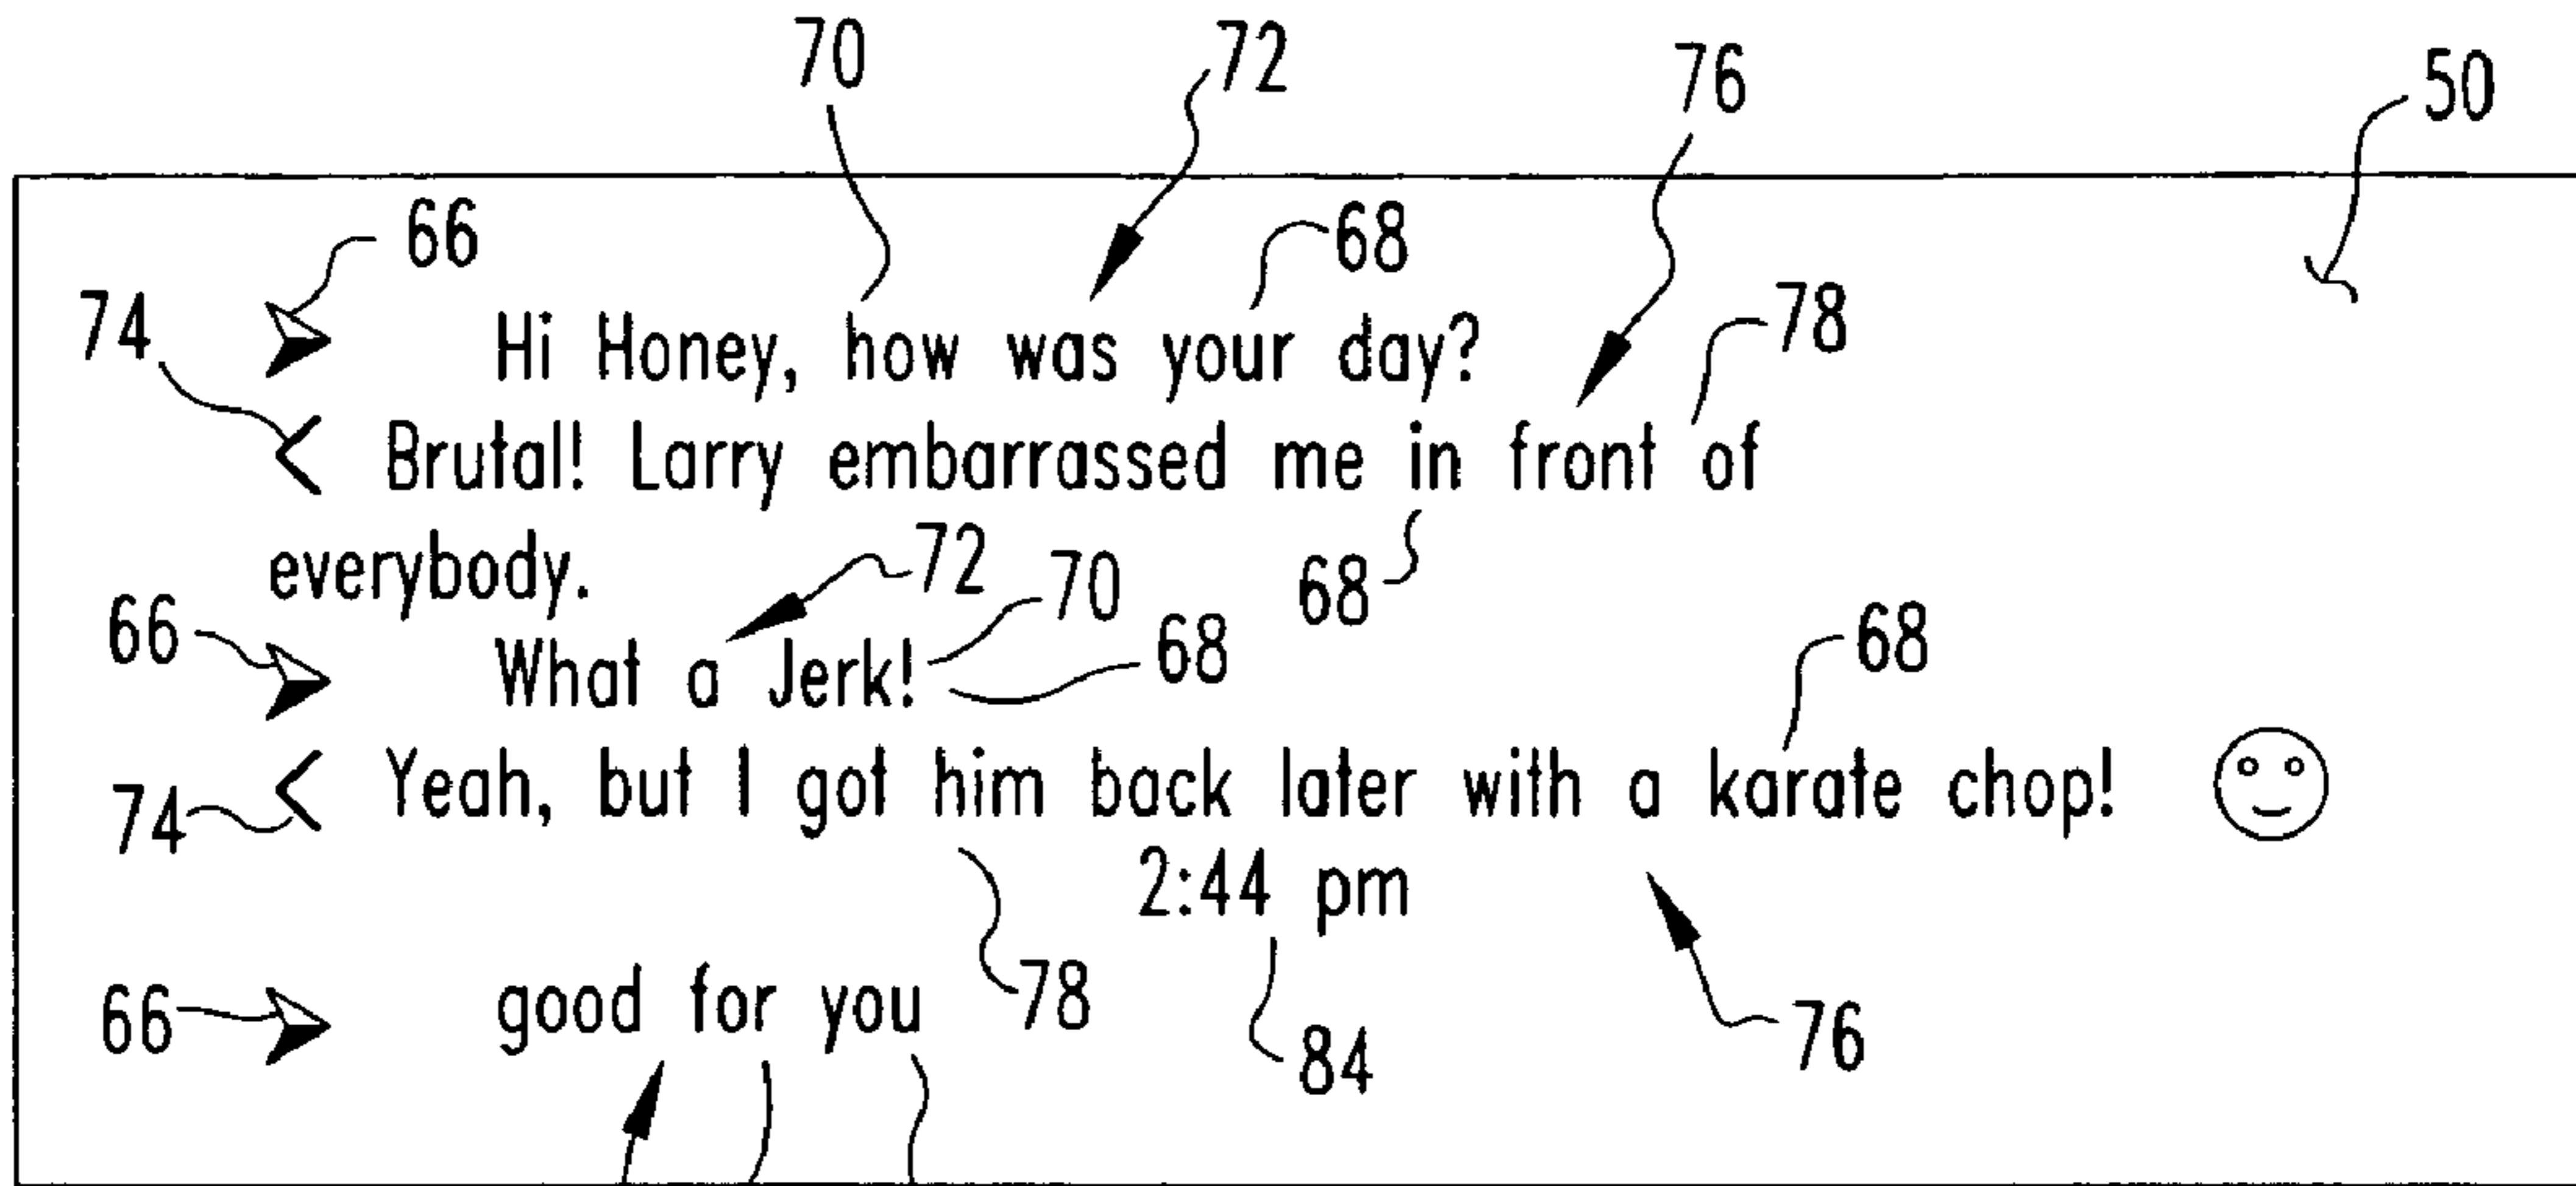 70 72 76 50
66 68
74 Hi Honey, how was your day? 78
< Brutal! Larry embarrassed me in front of
everybody. 72 70 68
66 What a Jerk! 68 68
< Yeah, but I got him back later with a karate chop!
74 2:44 pm
66 good for you 78 84 76